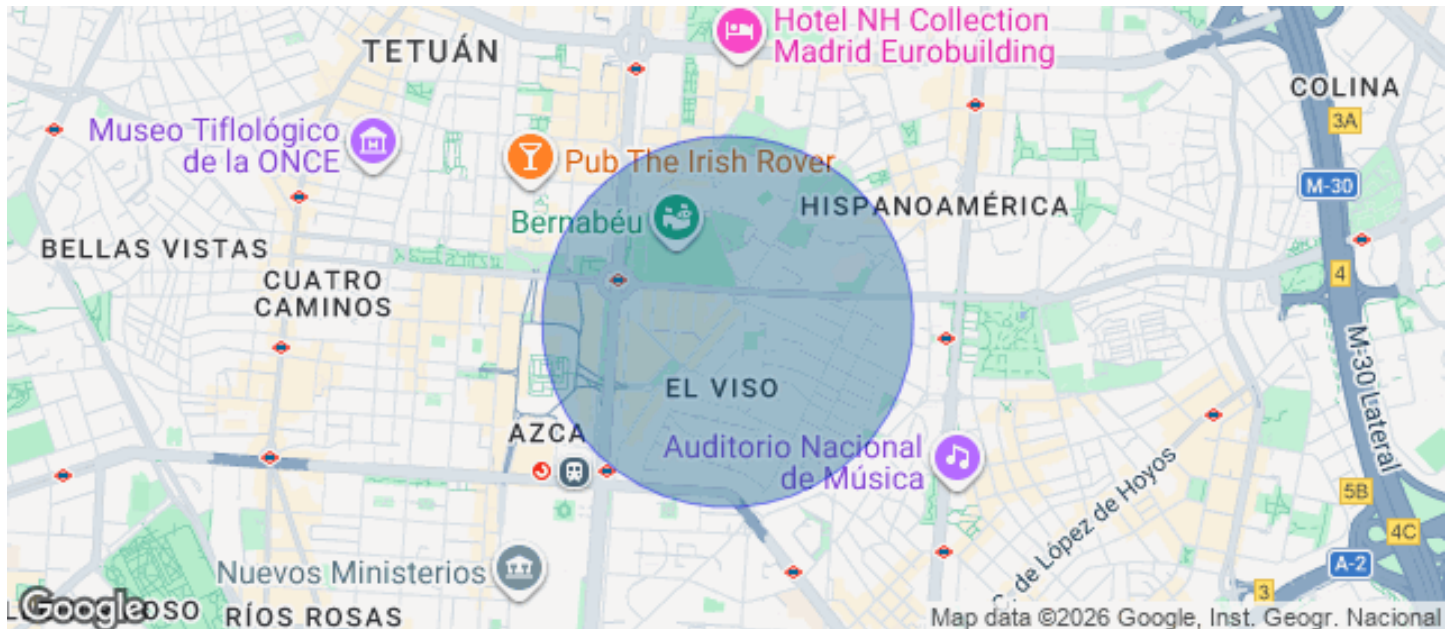 Hotel NH Collection
Madrid Eurobuilding
TETUÁN
COLINA
3A
Museo Tiflológico
de la ONCE
Pub The Irish Rover
M-30
HISPANOAMÉRICA
Bernabéu
BELLAS VISTAS
CUATRO
CAMINOS
4
M-30 Lateral
EL VISO
AZCA
Auditorio Nacional
de Música
C. de López de Hoyos
5B
4C
A-2
3
Nuevos Ministerios
Google
OSO
RÍOS ROSAS
Map data ©2026 Google, Inst. Geogr. Nacional